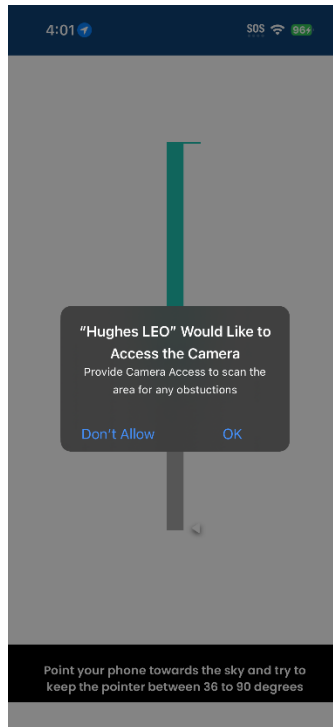 4:01
SOS 96+
"Hughes LEO" Would Like to
Access the Camera
Provide Camera Access to scan the
area for any obstuctions
Don't Allow OK
Point your phone towards the sky and try to
keep the pointer between 36 to 90 degrees